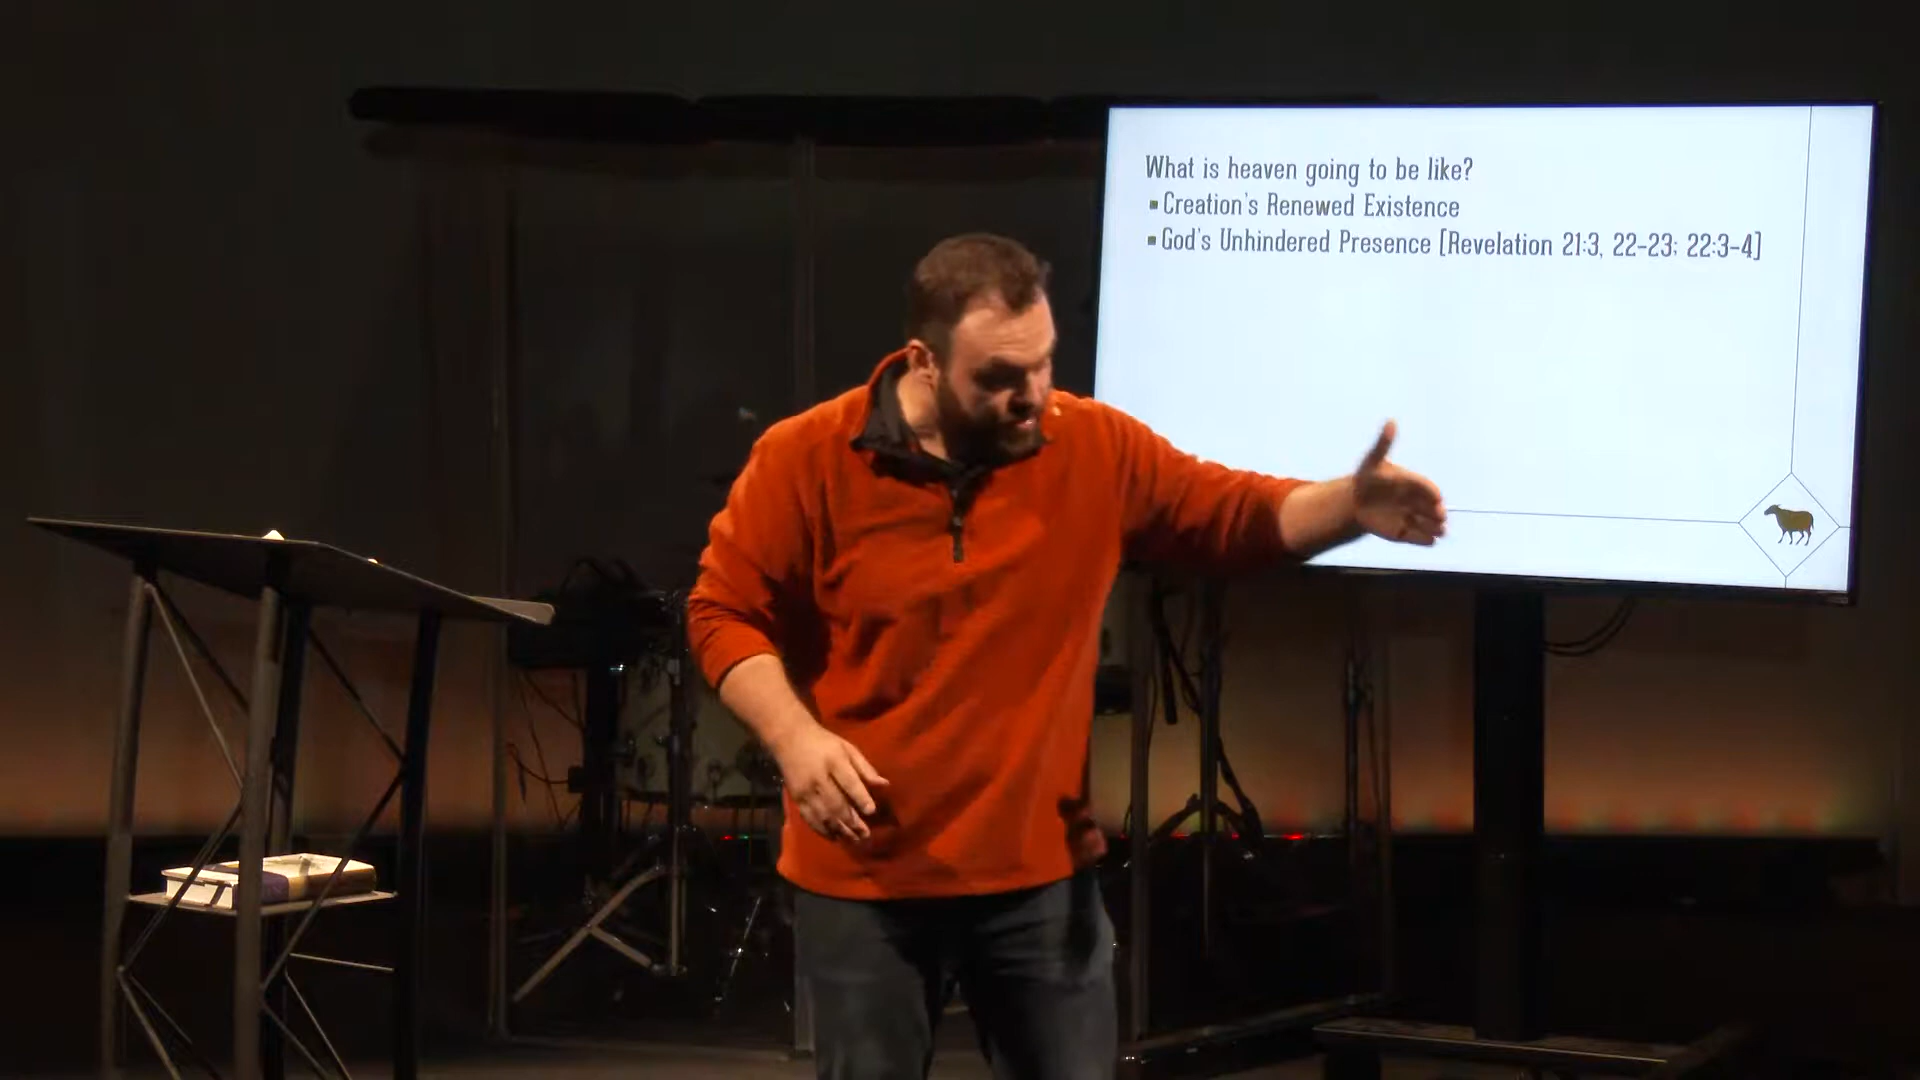 What is heaven going to be like?
▪Creation's Renewed Existence
▪God's Unhindered Presence [Revelation 21:3, 22-23; 22:3-4]